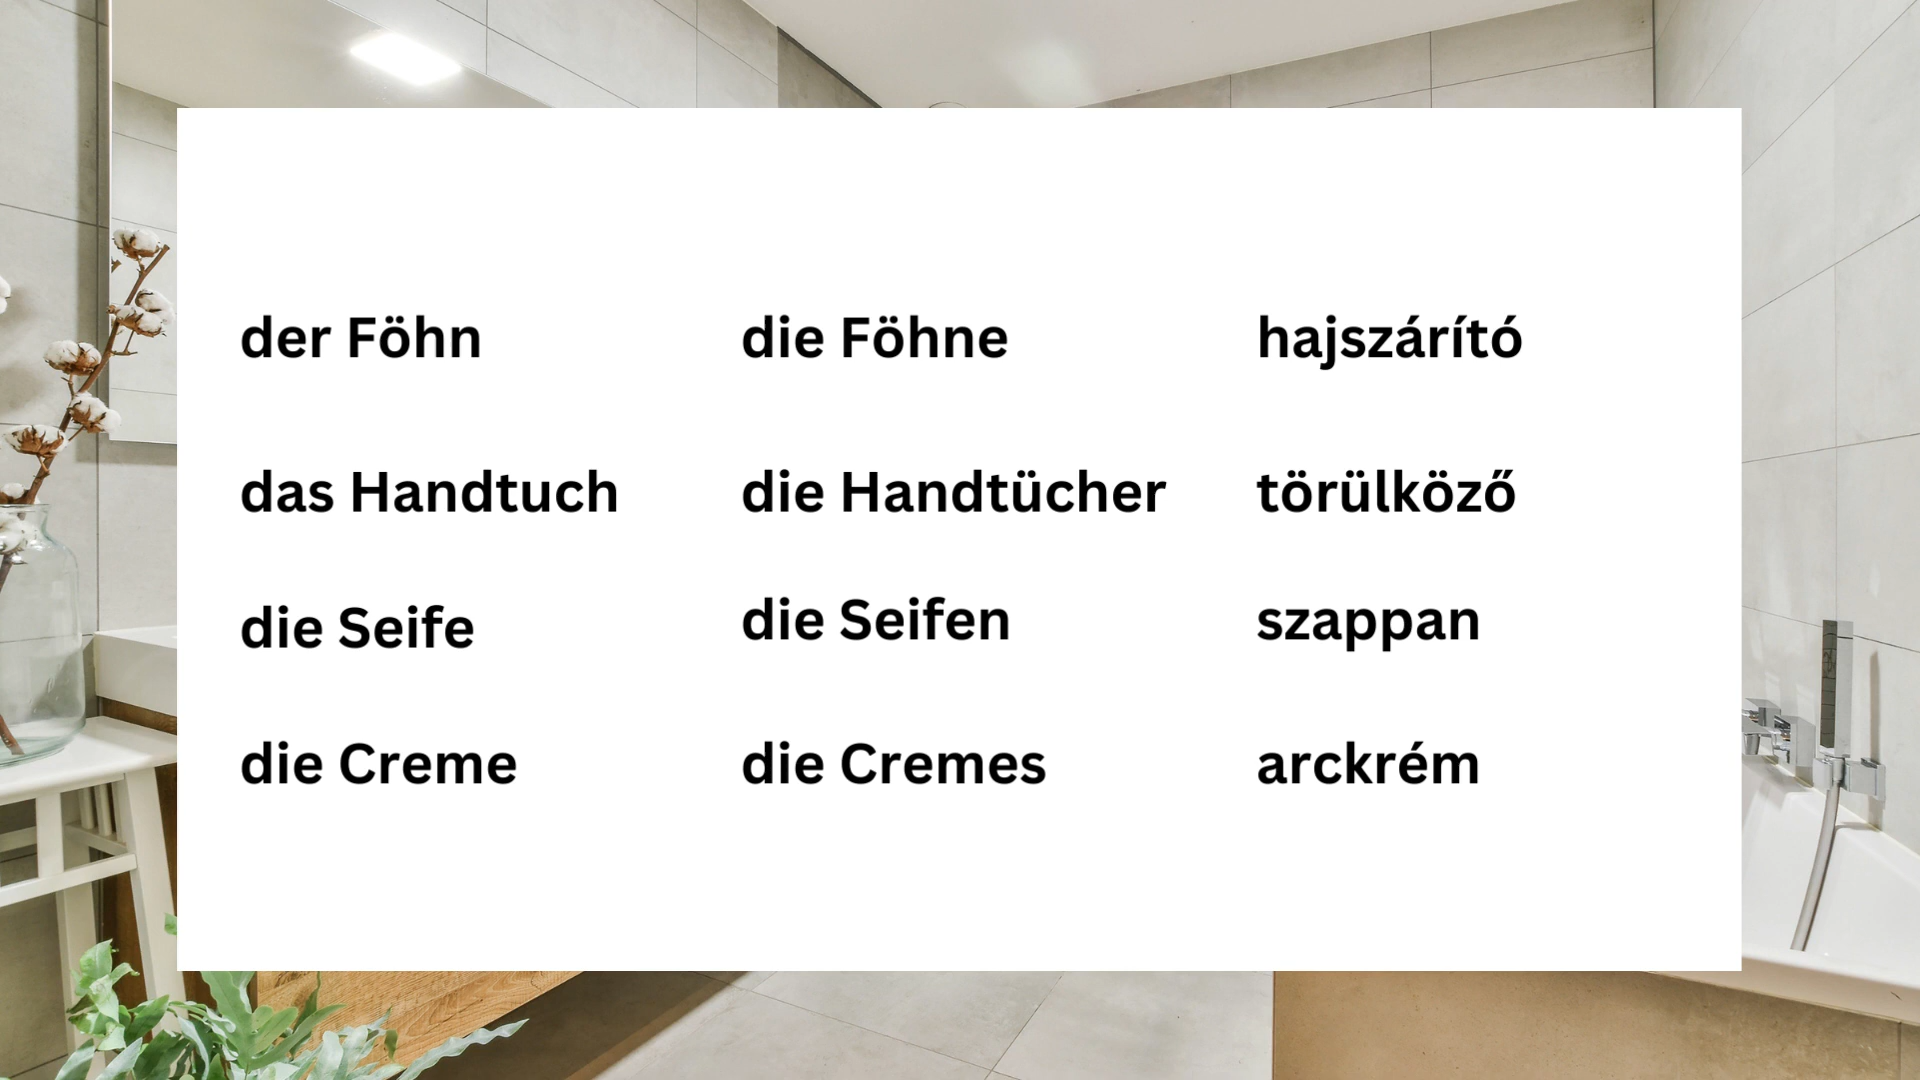 der Föhn die Föhne hajszárító
das Handtuch die Handtücher törülköző
die Seife die Seifen szappan
die Creme die Cremes arckrém